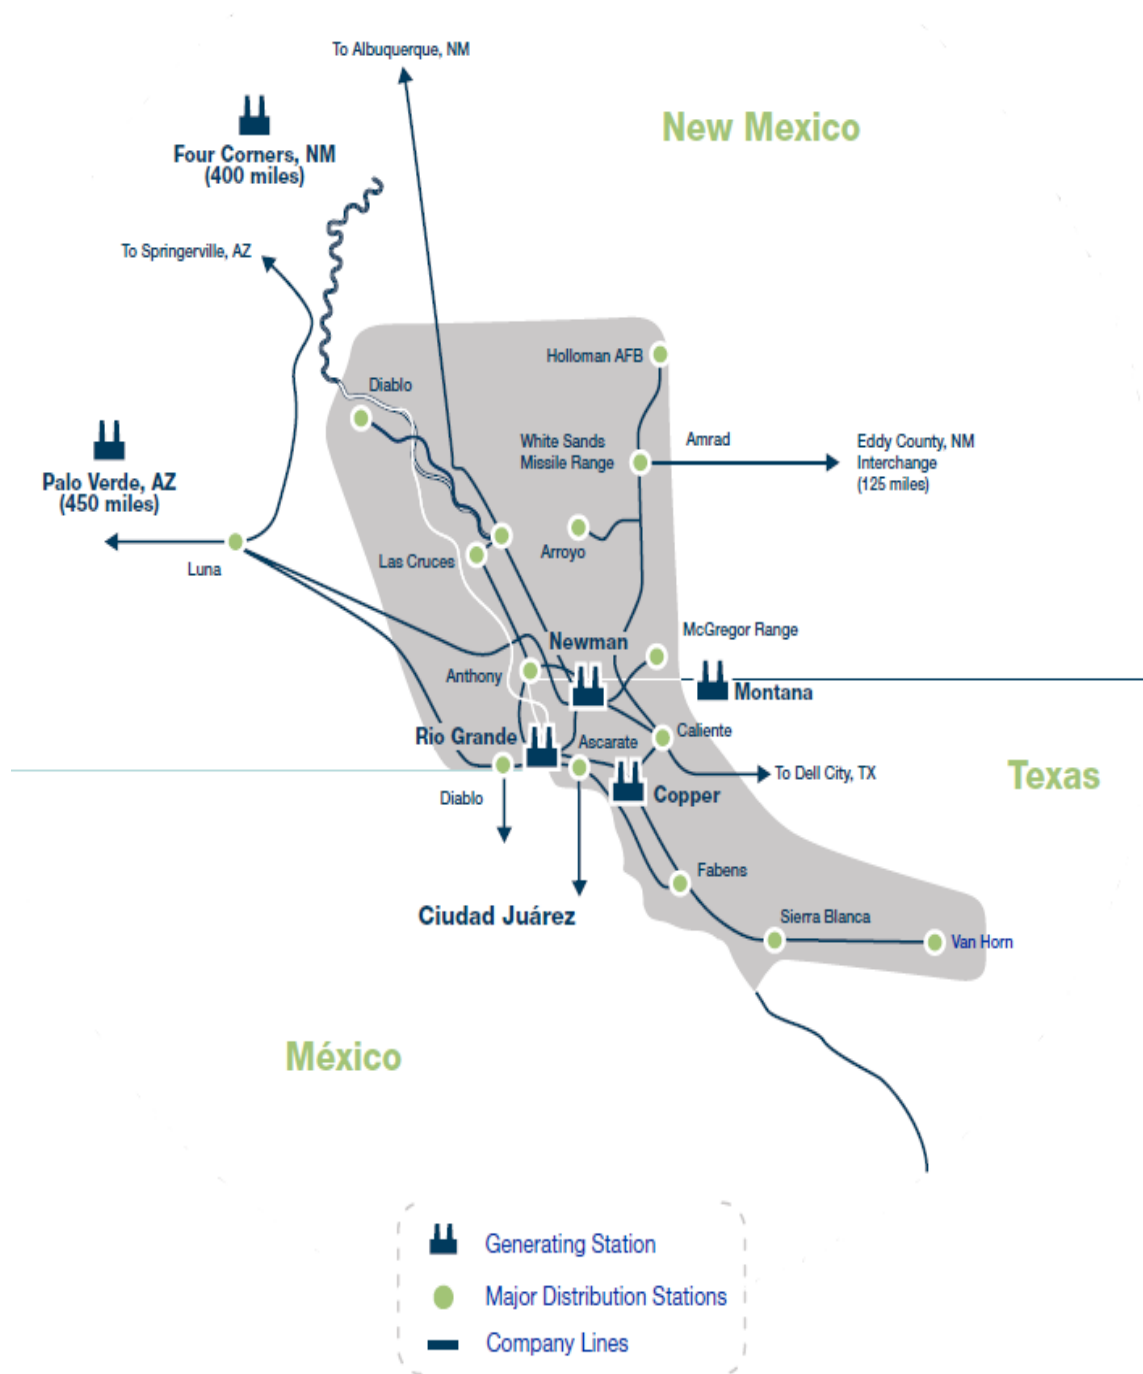 To Albuquerque, NM
New Mexico
Four Corners, NM
(400 miles)
To Springerville, AZ
Holloman AFB
Diablo
White Sands
Missile Range
Amrad
Eddy County, NM
Interchange
(125 miles)
Palo Verde, AZ
(450 miles)
Luna
Las Cruces
Arroyo
Newman
McGregor Range
Anthony
Montana
Rio Grande
Ascarate
Caliente
To Dell City, TX
Texas
Diablo
Copper
Fabens
Ciudad Juárez
Sierra Blanca
Van Horn
México
Generating Station
Major Distribution Stations
Company Lines